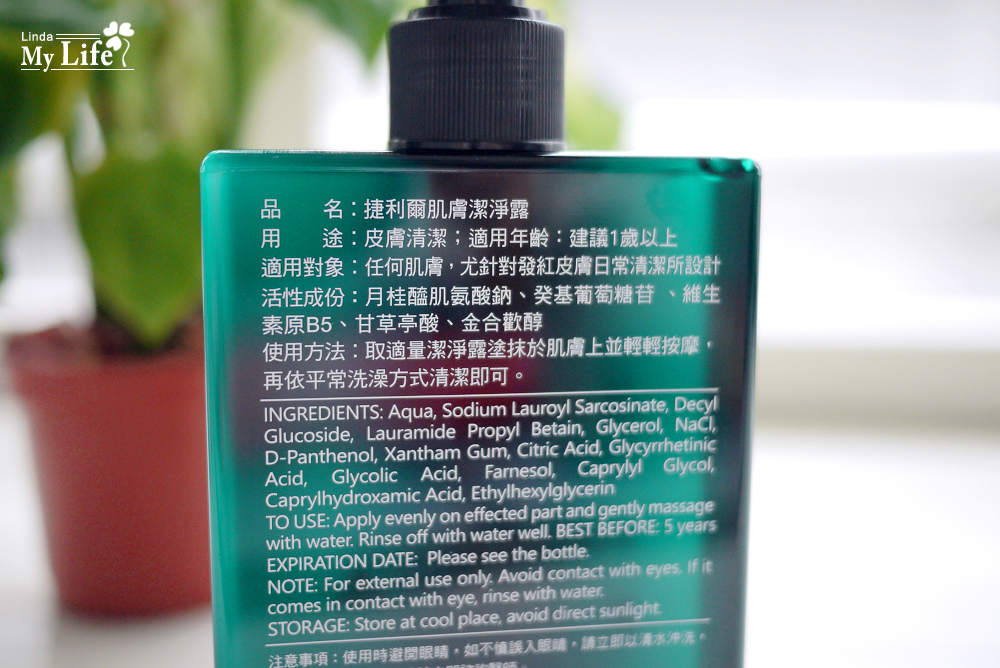 Linda
My Life
品 名：捷利爾肌膚潔淨露
用 途：皮膚清潔；適用年齡：建議1歲以上
適用對象：任何肌膚，尤針對發紅皮膚日常清潔所設計
活性成份：月桂醯肌氨酸鈉、癸基葡萄糖苷 、維生
素原B5、甘草亭酸、金合歡醇
使用方法：取適量潔淨露塗抹於肌膚上並輕輕按摩，
再依平常洗澡方式清潔即可。
INGREDIENTS: Aqua, Sodium Lauroyl Sarcosinate, Decyl
Glucoside, Lauramide Propyl Betain, Glycerol, NaCl,
D-Panthenol, Xantham Gum, Citric Acid, Glycyrrhetinic
Acid, Glycolic Acid, Farnesol, Caprylyl Glycol,
Caprylhydroxamic Acid, Ethylhexylglycerin
TO USE: Apply evenly on effected part and gently massage
with water. Rinse off with water well. BEST BEFORE: 5 years
EXPIRATION DATE: Please see the bottle.
NOTE: For external use only. Avoid contact with eyes. If it
comes in contact with eye, rinse with water.
STORAGE: Store at cool place, avoid direct sunlight.
注意事項：使用時避開眼睛，如不慎誤入眼睛，請立即以清水沖洗，